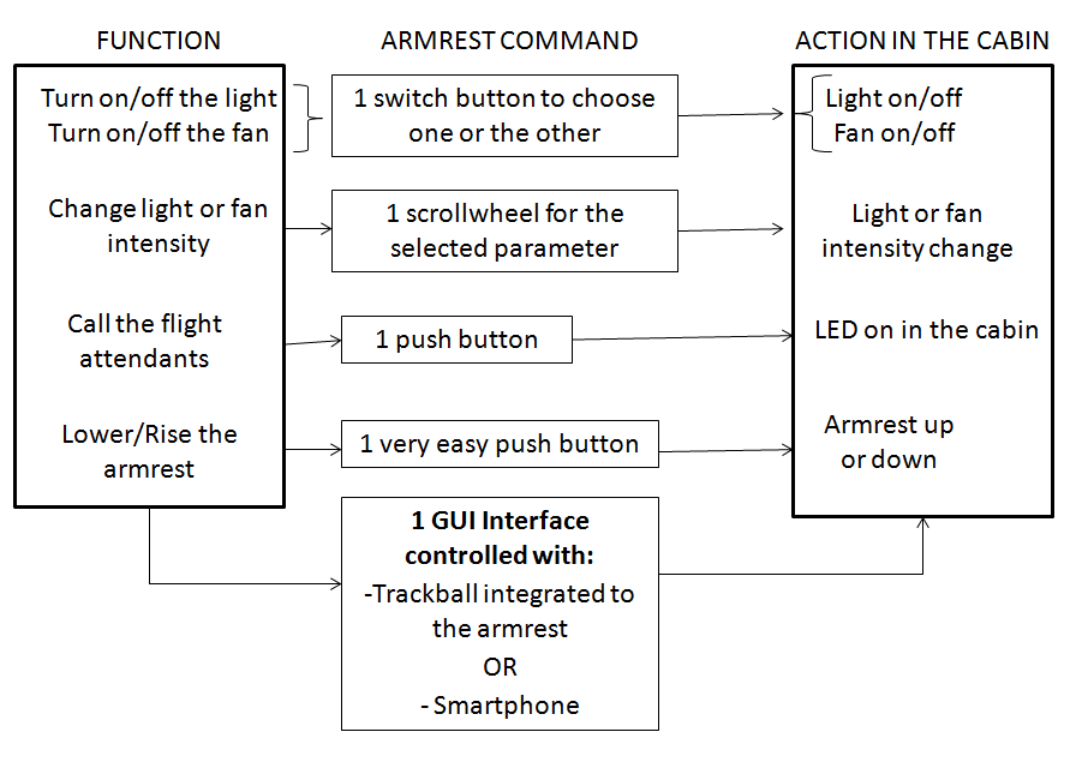 FUNCTION
ARMREST COMMAND
ACTION IN THE CABIN
Turn on/off the light
Turn on/off the fan
1 switch button to choose
one or the other
Light on/off
Fan on/off
Change light or fan
intensity
1 scrollwheel for the
selected parameter
Light or fan
intensity change
Call the flight
attendants
1 push button
LED on in the cabin
Lower/Rise the
armrest
1 very easy push button
Armrest up
or down
1 GUI Interface
controlled with:
-Trackball integrated to
the armrest
OR
- Smartphone